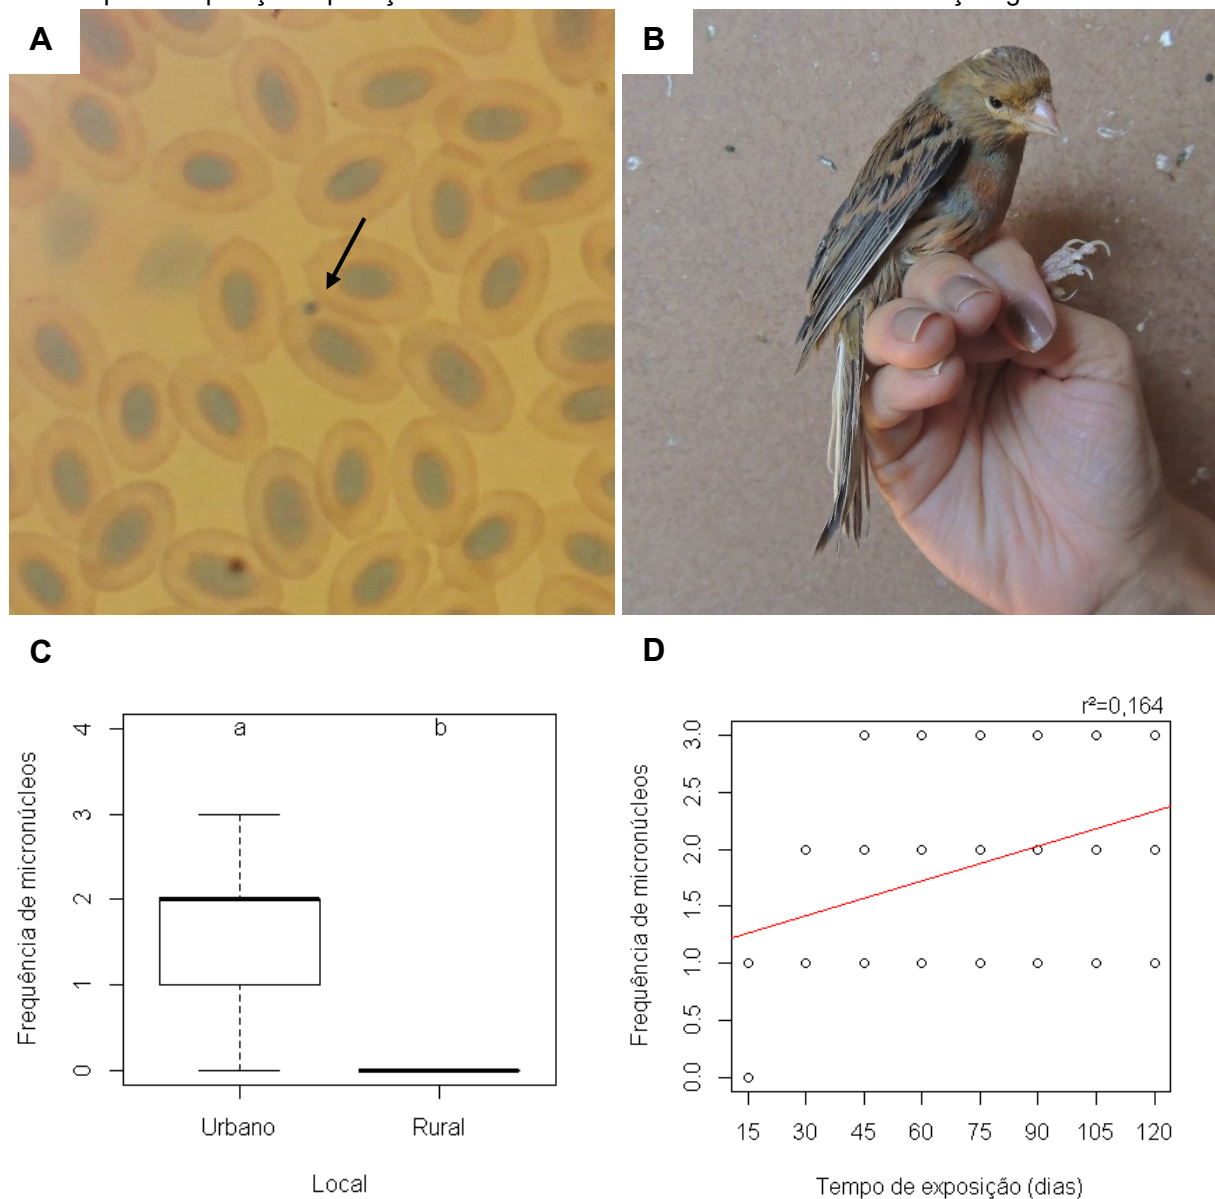 A
B
C
D
r²=0,164
Frequência de micronúcleos
4
3
2
1
0
a
b
Urbano
Rural
Local
Frequência de micronúcleos
3.0
2.5
2.0
1.5
1.0
0.5
0.0
15 30 45 60 75 90 105 120
Tempo de exposição (dias)